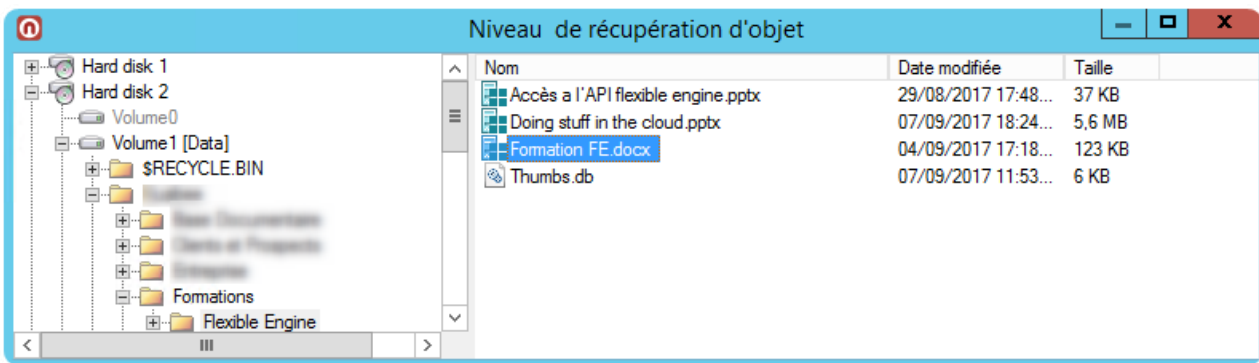 Niveau de récupération d'objet
Hard disk 1
Hard disk 2
Volume0
Volume1 [Data]
$RECYCLE.BIN
Formations
Flexible Engine
Nom Date modifiée Taille
Accès a l'API flexible engine.pptx 29/08/2017 17:48... 37 KB
Doing stuff in the cloud.pptx 07/09/2017 18:24... 5,6 MB
Formation FE.docx 04/09/2017 17:18... 123 KB
Thumbs.db 07/09/2017 11:53... 6 KB